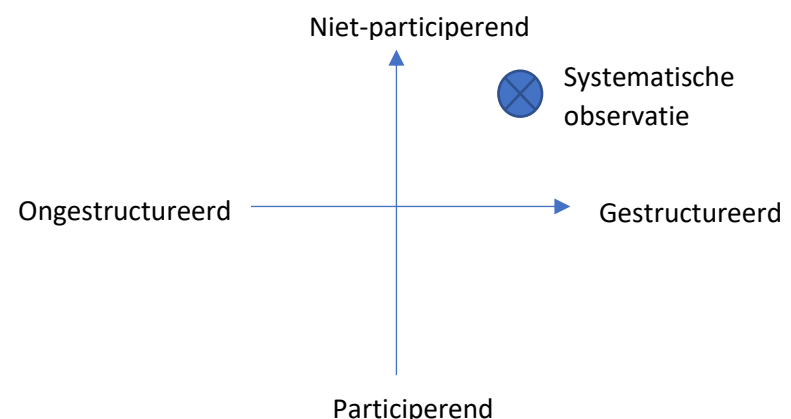 Niet-participerend
Systematische
observatie
Ongestructureerd
Gestructureerd
Participerend